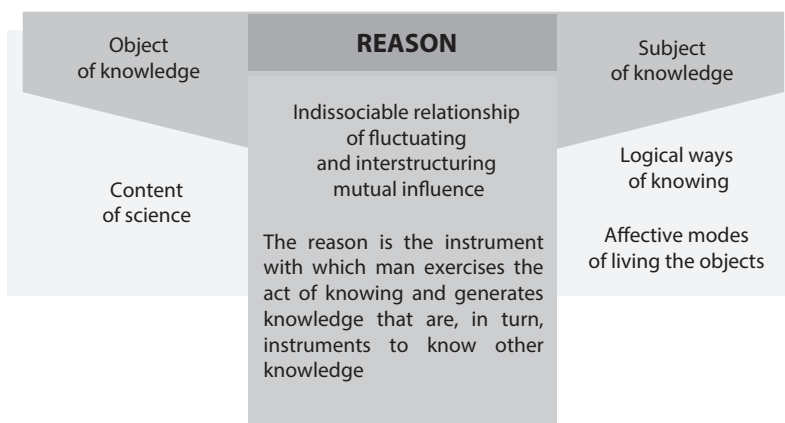 Object
of knowledge
Content
of science
REASON
Indissociable relationship
of fluctuating
and interstructuring
mutual influence
The reason is the instrument
with which man exercises the
act of knowing and generates
knowledge that are, in turn,
instruments to know other
knowledge
Subject
of knowledge
Logical ways
of knowing
Affective modes
of living the objects